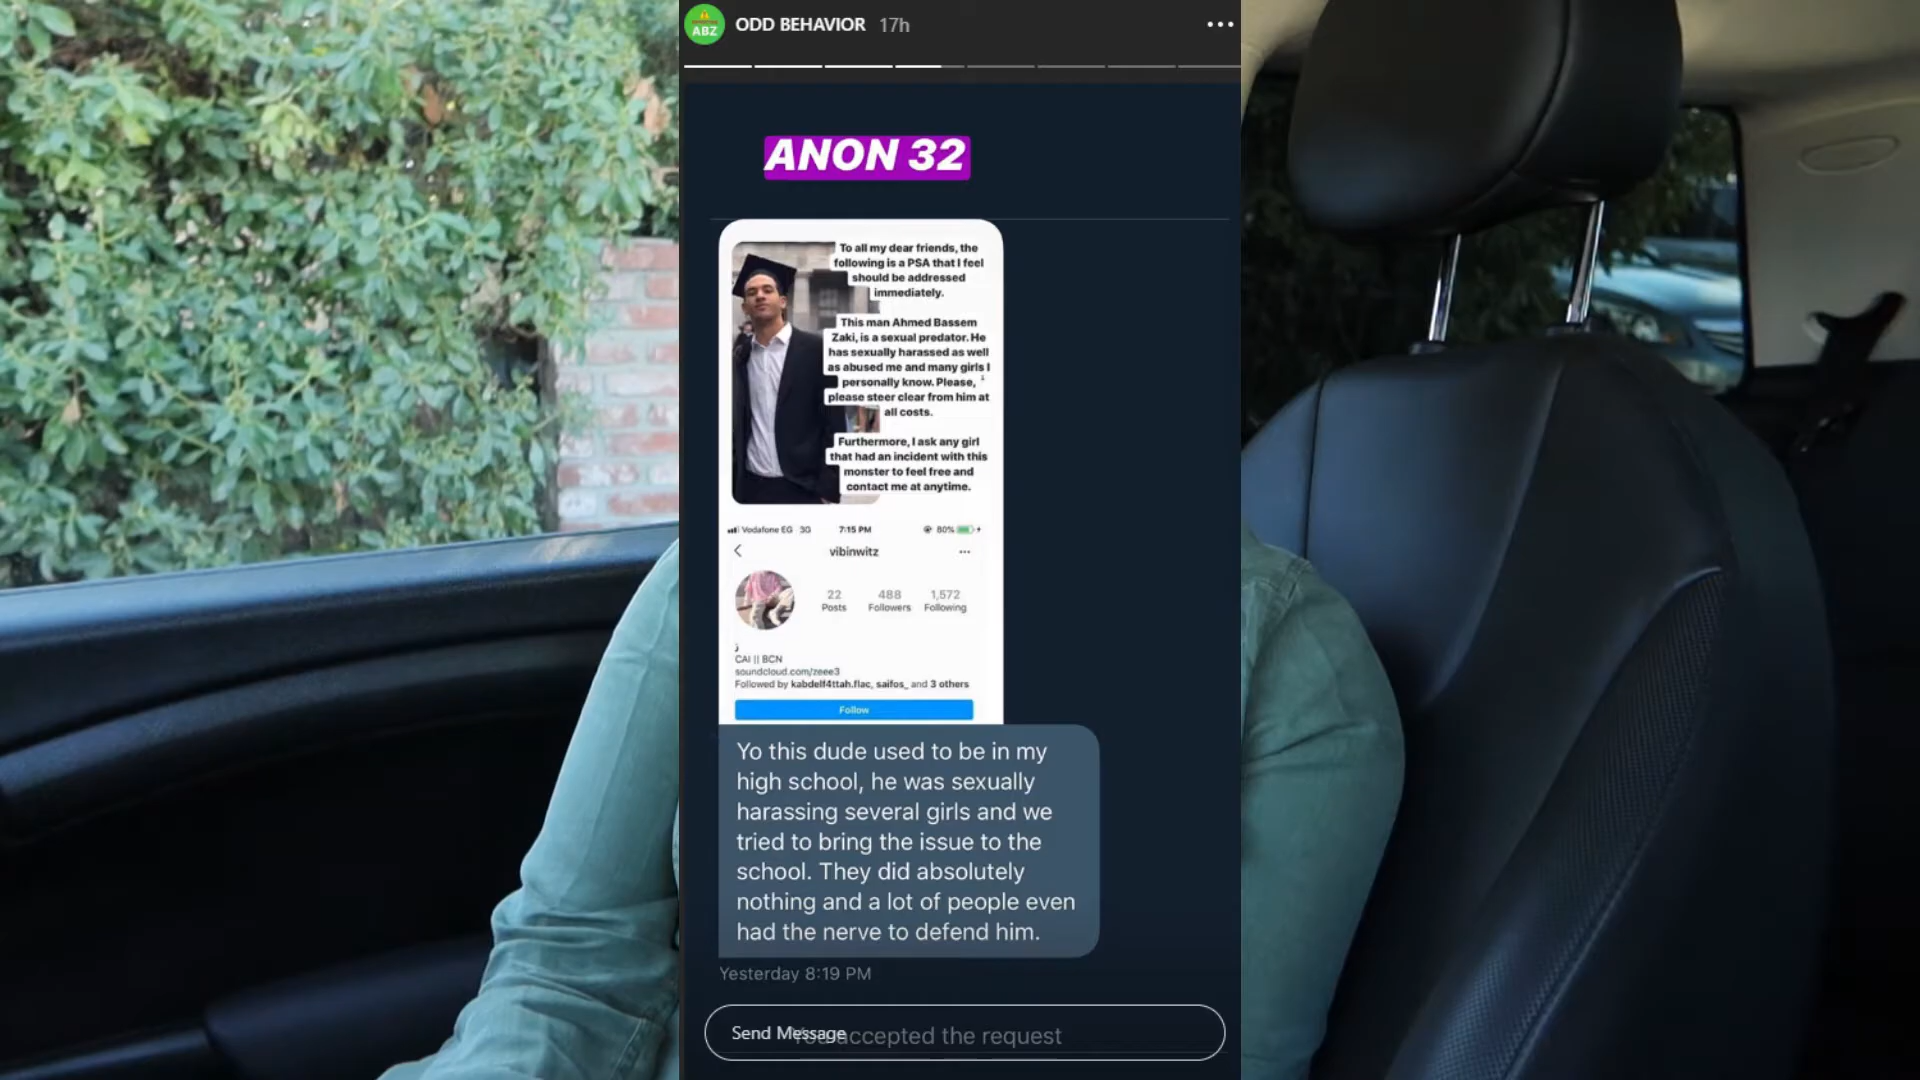 ABZ
ODD BEHAVIOR 17h
ANON 32
To all my dear friends, the
following is a PSA that I feel
should be addressed
immediately.
This man Ahmed Bassem
Zaki, is a sexual predator. He
has sexually harassed as well
as abused me and many girls I
personally know. Please,
please steer clear from him at
all costs.
Furthermore, I ask any girl
that had an incident with this
monster to feel free and
contact me at anytime.
Vodafone EG 3G 7:15 PM 80%
vibinwitz
22 488 1,572
Posts Followers Following
CAI || BCN
soundcloud.com/zeee3
Followed by kabdelf4ttah.flac, saifos_ and 3 others
Follow
Yo this dude used to be in my
high school, he was sexually
harassing several girls and we
tried to bring the issue to the
school. They did absolutely
nothing and a lot of people even
had the nerve to defend him.
Yesterday 8:19 PM
Send Message
accepted the request